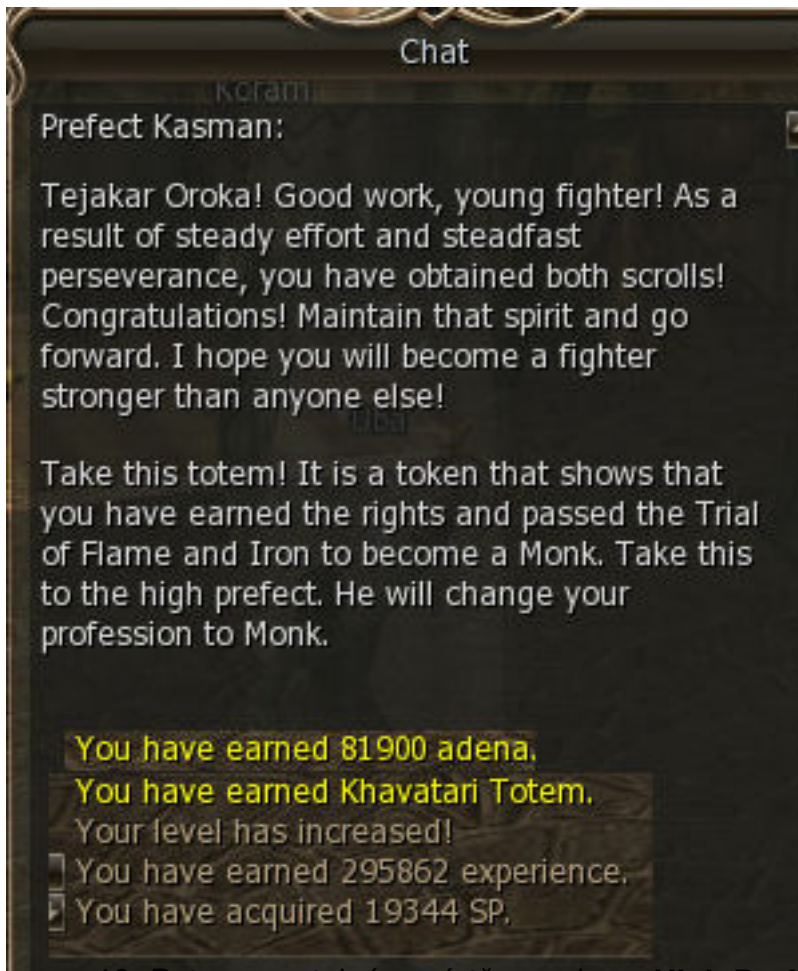 Chat
Koram
Prefect Kasman:
Tejakar Oroka! Good work, young fighter! As a
result of steady effort and steadfast
perseverance, you have obtained both scrolls!
Congratulations! Maintain that spirit and go
forward. I hope you will become a fighter
stronger than anyone else!
Uba
Take this totem! It is a token that shows that
you have earned the rights and passed the Trial
of Flame and Iron to become a Monk. Take this
to the high prefect. He will change your
profession to Monk.
You have earned 81900 adena.
You have earned Khavatari Totem.
Your level has increased!
You have earned 295862 experience.
You have acquired 19344 SP.